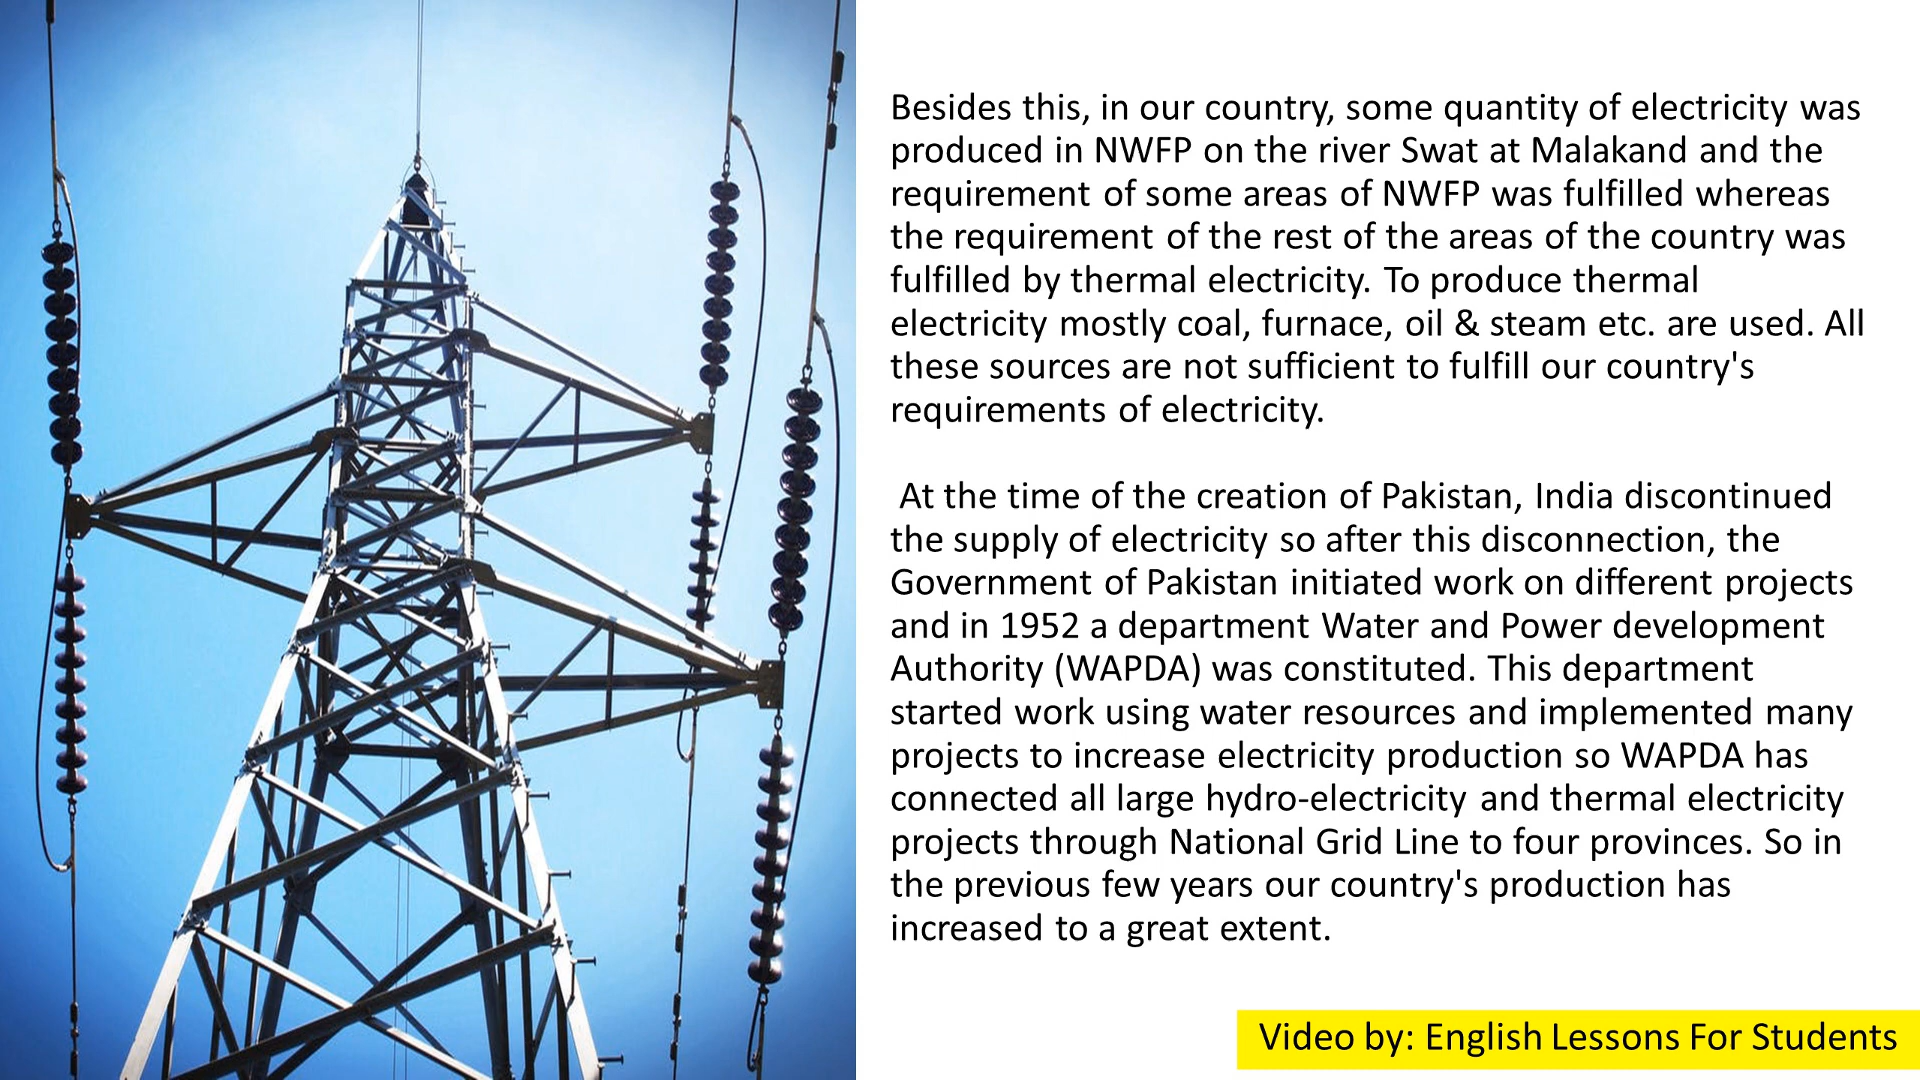 Besides this, in our country, some quantity of electricity was
produced in NWFP on the river Swat at Malakand and the
requirement of some areas of NWFP was fulfilled whereas
the requirement of the rest of the areas of the country was
fulfilled by thermal electricity. To produce thermal
electricity mostly coal, furnace, oil & steam etc. are used. All
these sources are not sufficient to fulfill our country's
requirements of electricity.
At the time of the creation of Pakistan, India discontinued
the supply of electricity so after this disconnection, the
Government of Pakistan initiated work on different projects
and in 1952 a department Water and Power development
Authority (WAPDA) was constituted. This department
started work using water resources and implemented many
projects to increase electricity production so WAPDA has
connected all large hydro-electricity and thermal electricity
projects through National Grid Line to four provinces. So in
the previous few years our country's production has
increased to a great extent.
Video by: English Lessons For Students